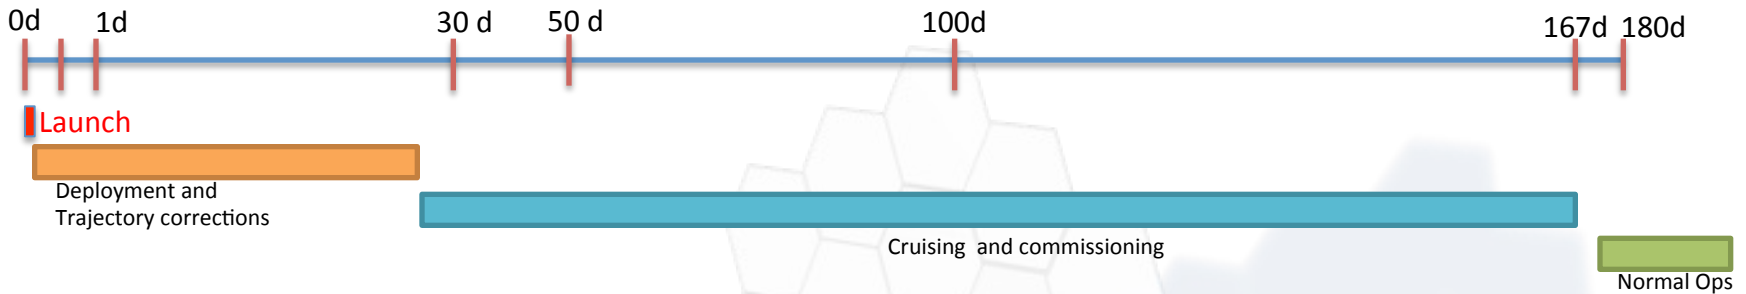 0d 1d 30 d 50 d 100d 167d 180d
Launch
Deployment and
Trajectory corrections
Cruising and commissioning
Normal Ops